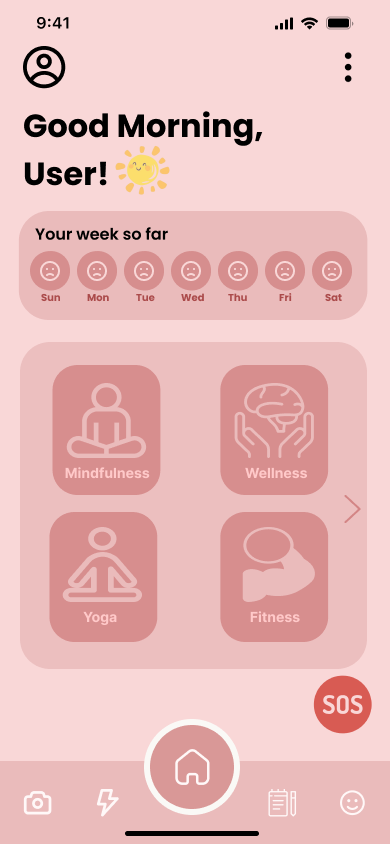 9:41
Good Morning,
User!
Your week so far
Sun Mon Tue Wed Thu Fri Sat
Mindfulness Wellness
Yoga Fitness
SOS